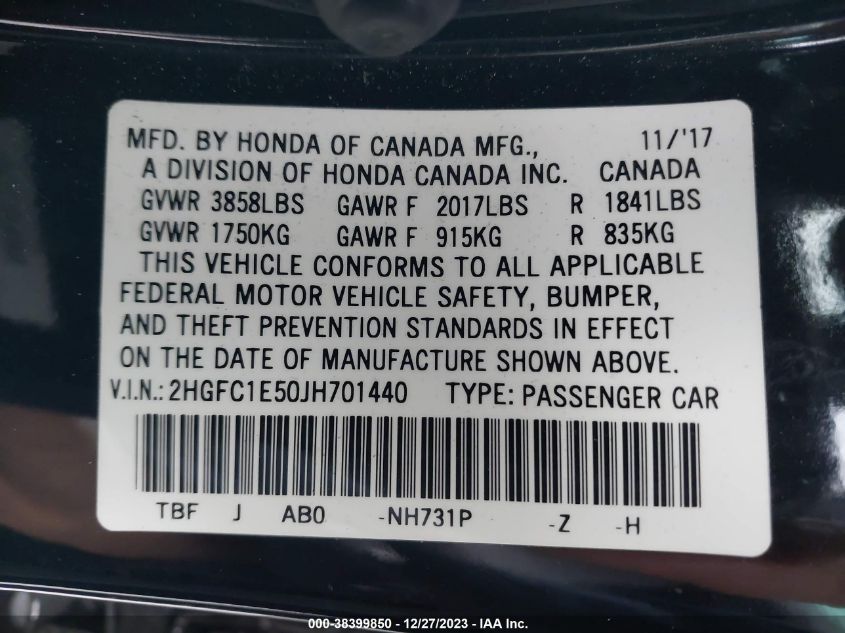 MFD. BY HONDA OF CANADA MFG., 11/'17
A DIVISION OF HONDA CANADA INC. CANADA
GVWR 3858LBS GAWR F 2017LBS R 1841LBS
GVWR 1750KG GAWR F 915KG R 835KG
THIS VEHICLE CONFORMS TO ALL APPLICABLE
FEDERAL MOTOR VEHICLE SAFETY, BUMPER,
AND THEFT PREVENTION STANDARDS IN EFFECT
ON THE DATE OF MANUFACTURE SHOWN ABOVE.
V.I.N.: 2HGFC1E50JH701440 TYPE: PASSENGER CAR
TBF J AB0 -NH731P -Z -H
000-38399850 - 12/27/2023 - IAA Inc.